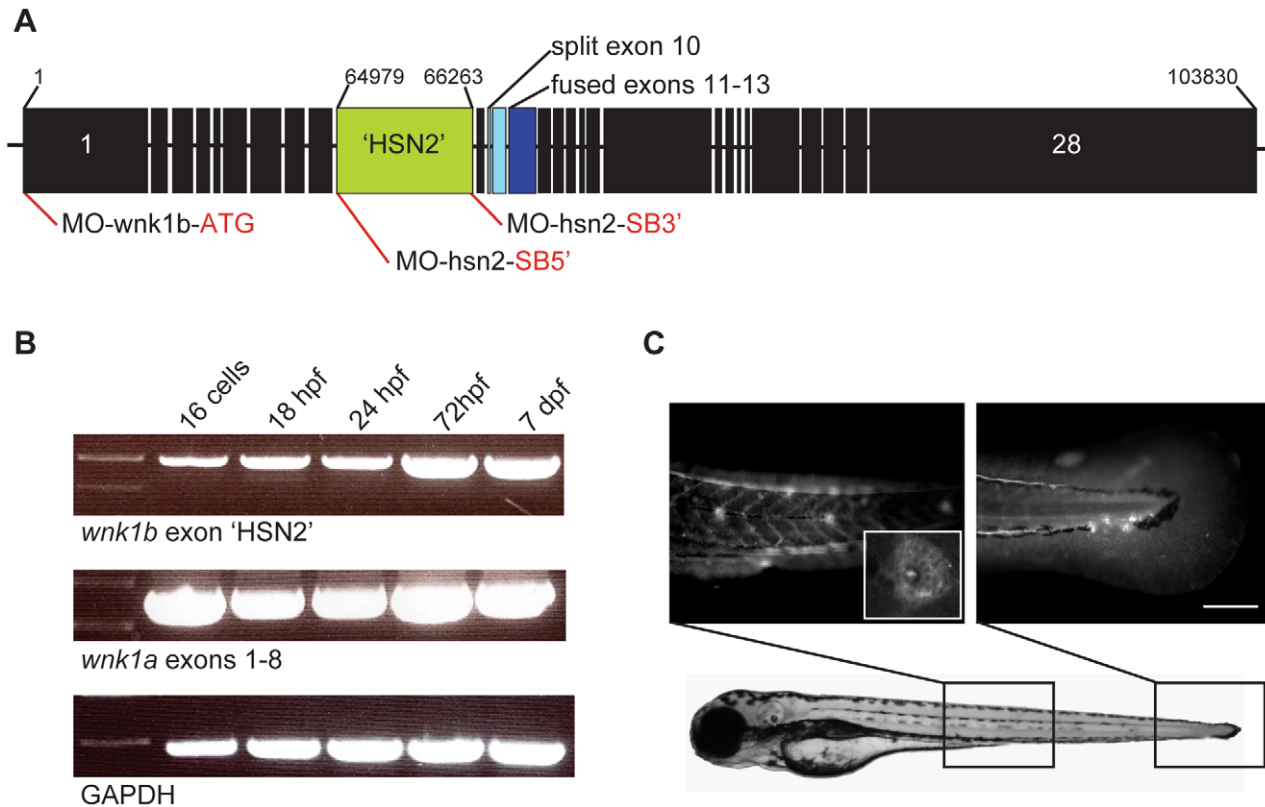 A
split exon 10
fused exons 11-13
1
64979
66263
103830
1
‘HSN2’
28
MO-wnk1b-ATG
MO-hsn2-SB3’
MO-hsn2-SB5’
B
16 cells
18 hpf
24 hpf
72hpf
7 dpf
wnk1b exon ‘HSN2’
wnk1a exons 1-8
GAPDH
C